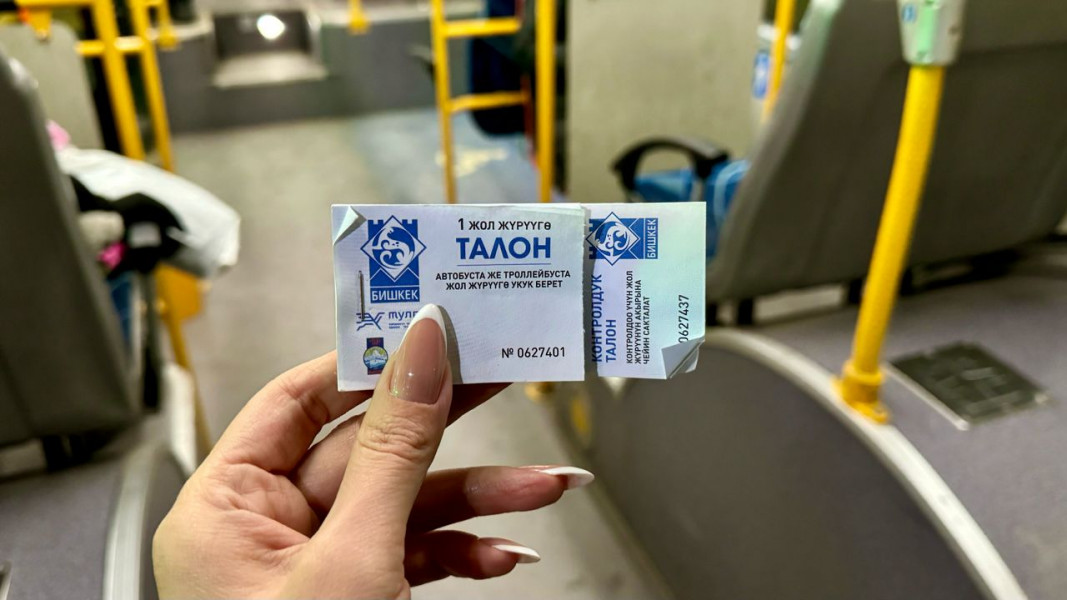 1 ЖОЛ ЖҮРҮҮГӨ
ТАЛОН
АВТОБУСТА ЖЕ ТРОЛЛЕЙБУСТА
ЖОЛ ЖҮРҮҮГӨ УКУК БЕРЕТ
БИШКЕК
№ 0627401
БИШКЕК
КОНТРОЛДУК
ТАЛОН
КОНТРОЛДОО ҮЧҮН ЖОЛ
ЖҮРҮҮНҮН АКЫРЫНА
ЧЕЙИН САКТАЛАТ
0627437